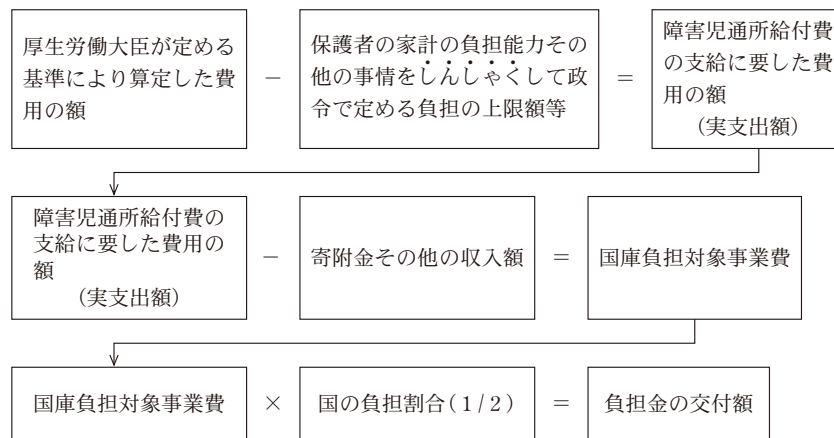 厚生労働大臣が定める
基準により算定した費
用の額
−
保護者の家計の負担能力その
他の事情をしんしゃくして政
令で定める負担の上限額等
＝
障害児通所給付費
の支給に要した費
用の額
（実支出額）
障害児通所給付費の
支給に要した費用の
額
（実支出額）
−
寄附金その他の収入額
＝
国庫負担対象事業費
国庫負担対象事業費
×
国の負担割合（1/2）
＝
負担金の交付額